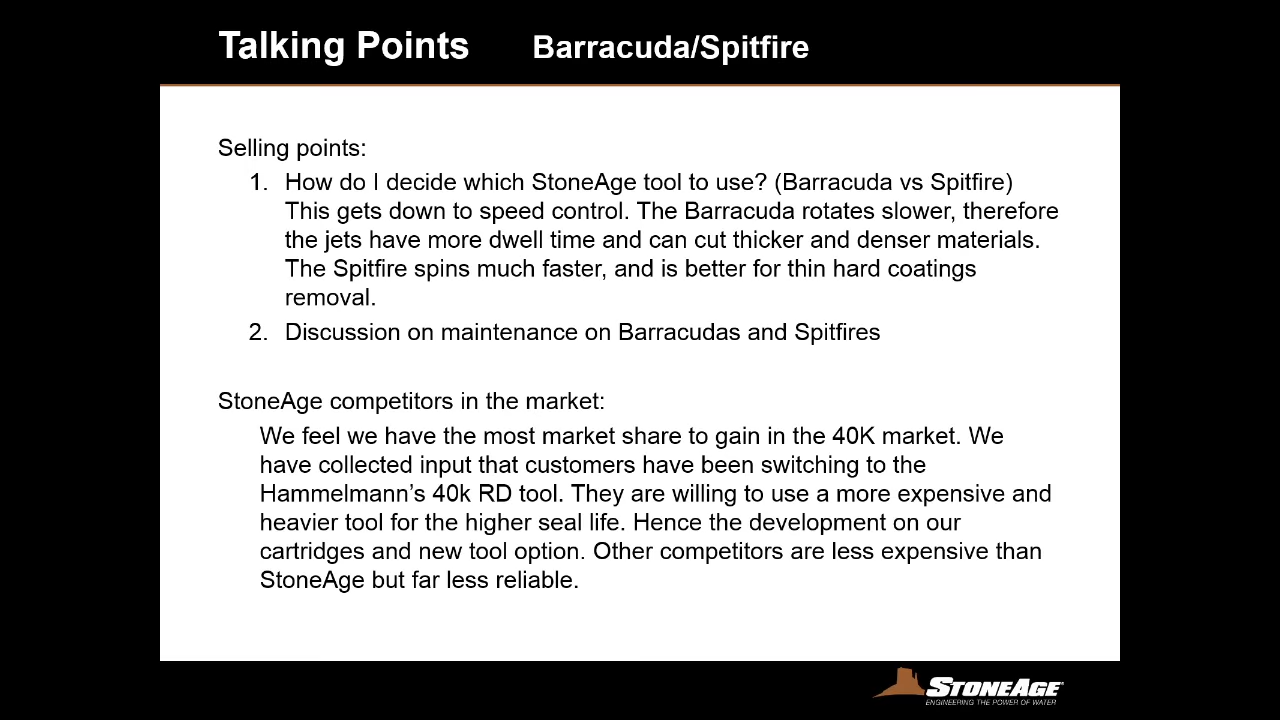 Talking Points Barracuda/Spitfire
Selling points:
1. How do I decide which StoneAge tool to use? (Barracuda vs Spitfire)
This gets down to speed control. The Barracuda rotates slower, therefore
the jets have more dwell time and can cut thicker and denser materials.
The Spitfire spins much faster, and is better for thin hard coatings
removal.
2. Discussion on maintenance on Barracudas and Spitfires
StoneAge competitors in the market:
We feel we have the most market share to gain in the 40K market. We
have collected input that customers have been switching to the
Hammelmann’s 40k RD tool. They are willing to use a more expensive and
heavier tool for the higher seal life. Hence the development on our
cartridges and new tool option. Other competitors are less expensive than
StoneAge but far less reliable.
STONEAGE
ENGINEERING THE POWER OF WATER